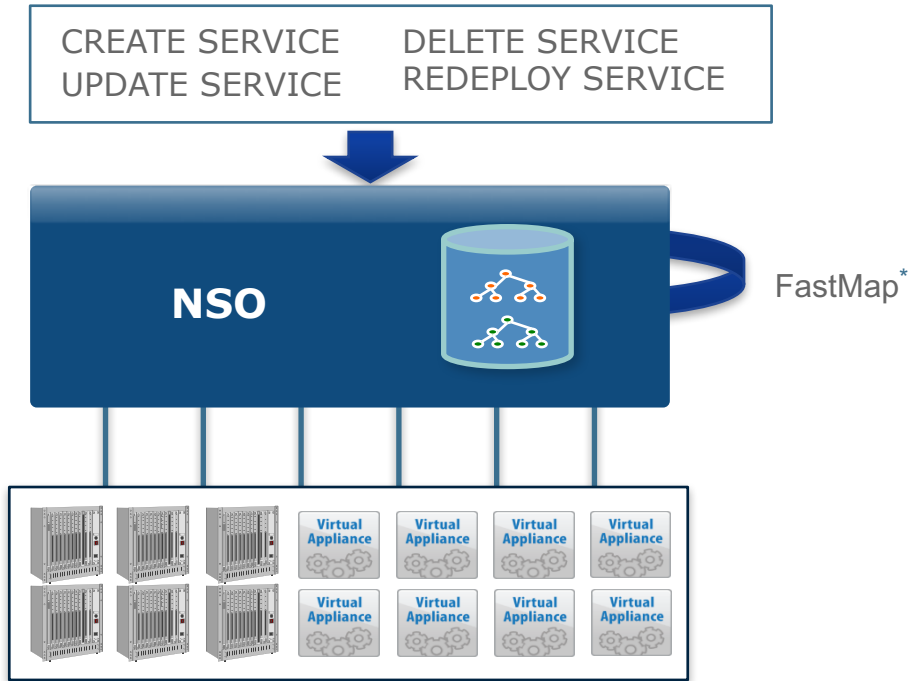 CREATE SERVICE
UPDATE SERVICE
DELETE SERVICE
REDEPLOY SERVICE
NSO
FastMap*
Virtual
Appliance
Virtual
Appliance
Virtual
Appliance
Virtual
Appliance
Virtual
Appliance
Virtual
Appliance
Virtual
Appliance
Virtual
Appliance